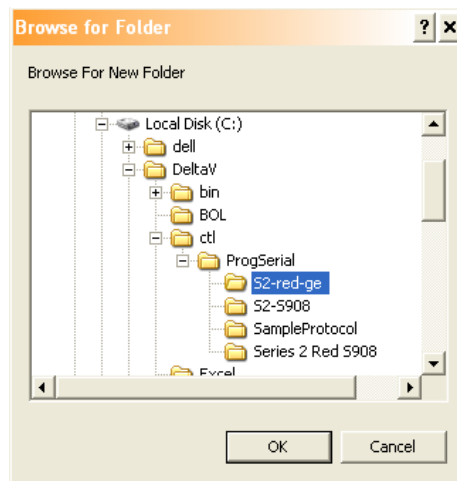 Browse for Folder
Browse For New Folder
Local Disk (C:)
dell
DeltaV
bin
BOL
ctl
ProgSerial
S2-red-ge
S2-S908
SampleProtocol
Series 2 Red S908
Excel
OK Cancel